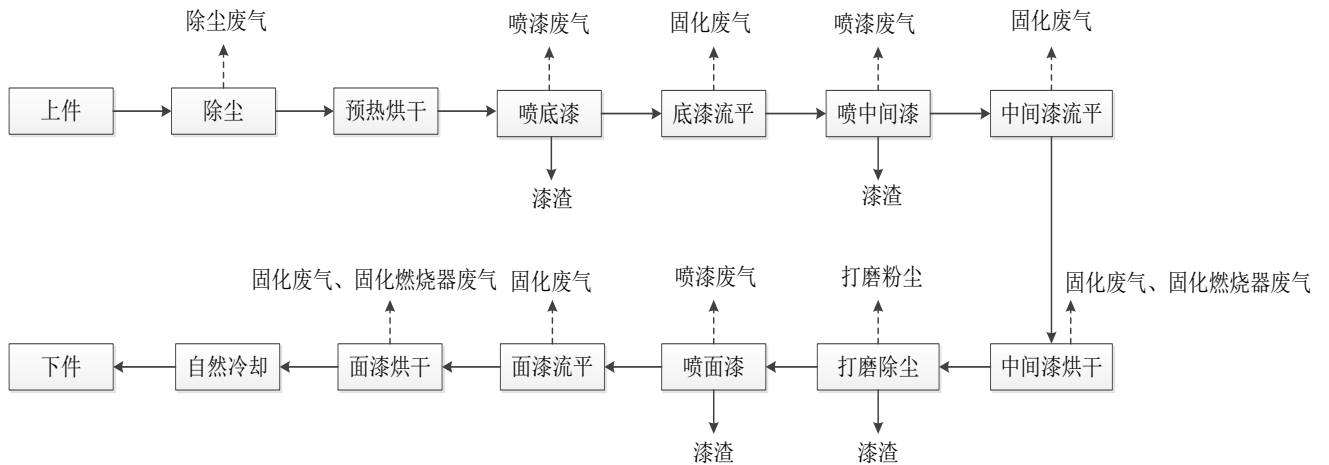 除尘废气
喷漆废气
固化废气
喷漆废气
固化废气
上件
除尘
预热烘干
喷底漆
底漆流平
喷中间漆
中间漆流平
漆渣
漆渣
固化废气、固化燃烧器废气
固化废气
喷漆废气
打磨粉尘
固化废气、固化燃烧器废气
下件
自然冷却
面漆烘干
面漆流平
喷面漆
打磨除尘
中间漆烘干
漆渣
漆渣